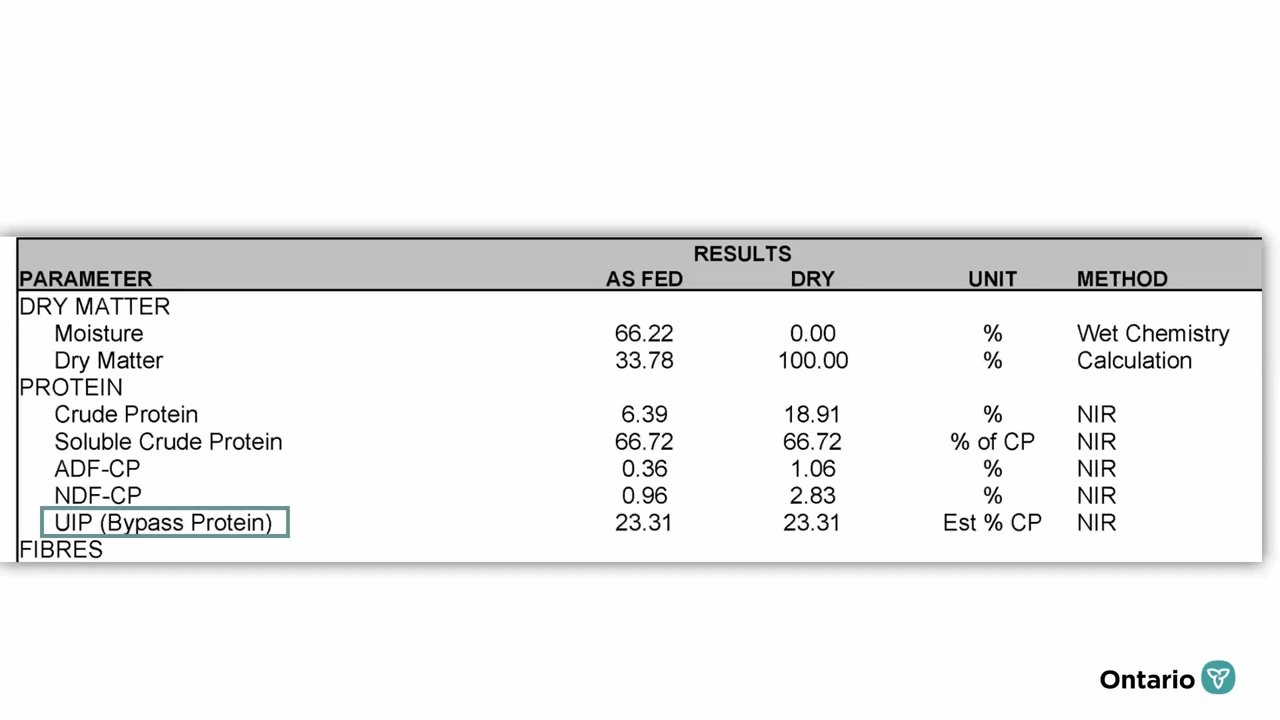 RESULTS
PARAMETER AS FED DRY UNIT METHOD
DRY MATTER
Moisture 66.22 0.00 % Wet Chemistry
Dry Matter 33.78 100.00 % Calculation
PROTEIN
Crude Protein 6.39 18.91 % NIR
Soluble Crude Protein 66.72 66.72 % of CP NIR
ADF-CP 0.36 1.06 % NIR
NDF-CP 0.96 2.83 % NIR
UIP (Bypass Protein) 23.31 23.31 Est % CP NIR
FIBRES
Ontario